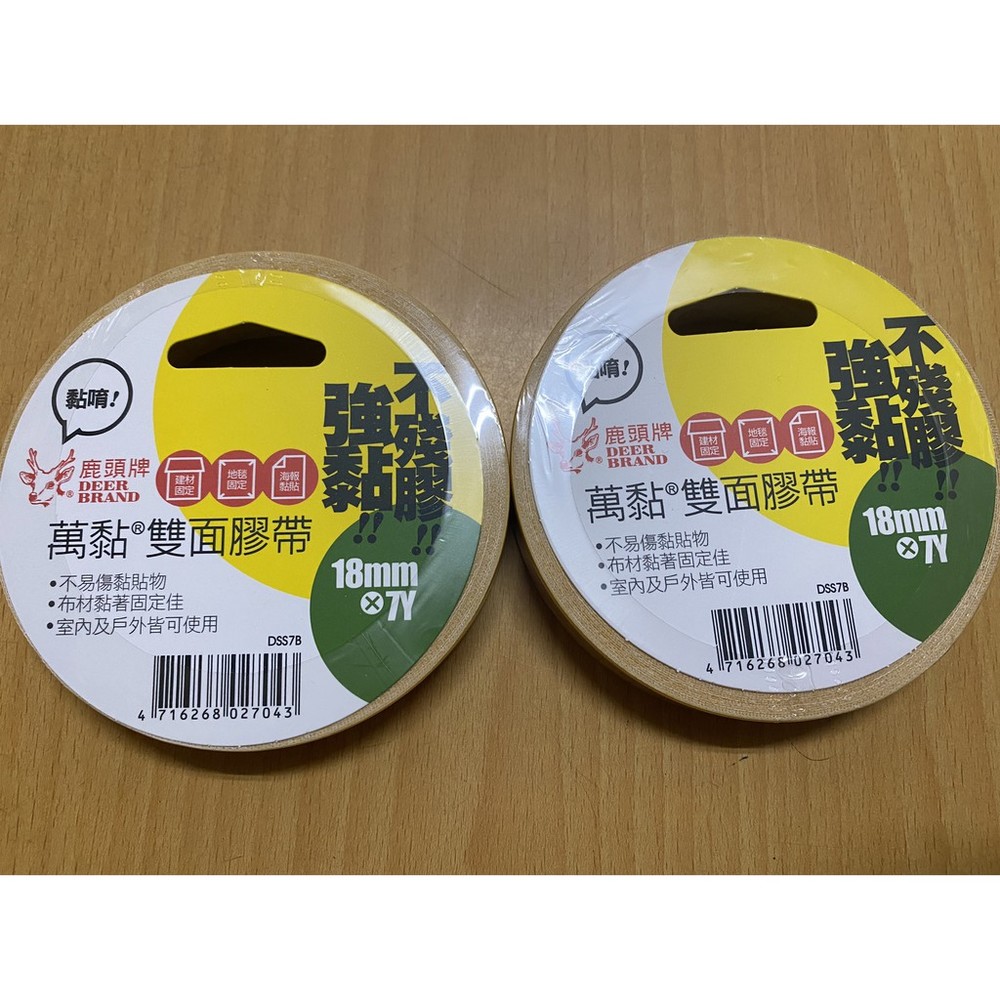 黏唷!
鹿頭牌
DEER
BRAND®
建材
固定
地毯
固定
海報
黏貼
強黏!!
不殘膠!!
萬黏®雙面膠帶
•不易傷黏貼物
•布材黏著固定佳
•室內及戶外皆可使用
18mm
×7Y
DSS7B
4 716268 027043
唷!
鹿頭牌
DEER
BRAND®
建材
固定
地毯
固定
海報
黏貼
強黏!!
不殘膠!!
萬黏®雙面膠帶
•不易傷黏貼物
•布材黏著固定佳
•室內及戶外皆可使用
18mm
×7Y
DSS7B
4 716268 027043